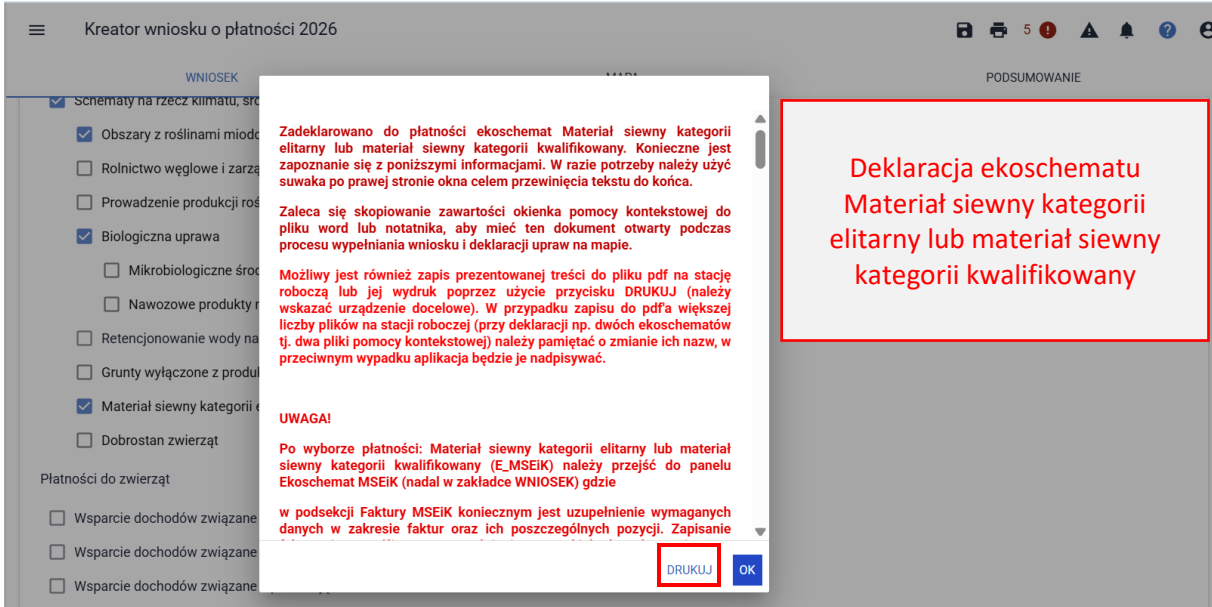 Kreator wniosku o płatności 2026
5
WNIOSEK
PODSUMOWANIE
Schematy na rzecz klimatu, śro
Obszary z roślinami miodo
Rolnictwo węglowe i zarzą
Prowadzenie produkcji roś
Biologiczna uprawa
Mikrobiologiczne środ
Nawozowe produkty r
Retencjonowanie wody na
Grunty wyłączone z produk
Materiał siewny kategorii e
Dobrostan zwierząt
Płatności do zwierząt
Wsparcie dochodów związane
Wsparcie dochodów związane
Wsparcie dochodów związane
Zadeklarowano do płatności ekoschemat Materiał siewny kategorii
elitarny lub materiał siewny kategorii kwalifikowany. Konieczne jest
zapoznanie się z poniższymi informacjami. W razie potrzeby należy użyć
suwaka po prawej stronie okna celem przewinięcia tekstu do końca.
Zaleca się skopiowanie zawartości okienka pomocy kontekstowej do
pliku word lub notatnika, aby mieć ten dokument otwarty podczas
procesu wypełniania wniosku i deklaracji upraw na mapie.
Możliwy jest również zapis prezentowanej treści do pliku pdf na stację
roboczą lub jej wydruk poprzez użycie przycisku DRUKUJ (należy
wskazać urządzenie docelowe). W przypadku zapisu do pdf'a większej
liczby plików na stacji roboczej (przy deklaracji np. dwóch ekoschematów
tj. dwa pliki pomocy kontekstowej) należy pamiętać o zmianie ich nazw, w
przeciwnym wypadku aplikacja będzie je nadpisywać.
UWAGA!
Po wyborze płatności: Materiał siewny kategorii elitarny lub materiał
siewny kategorii kwalifikowany (E_MSEiK) należy przejść do panelu
Ekoschemat MSEiK (nadal w zakładce WNIOSEK) gdzie
w podsekcji Faktury MSEiK koniecznym jest uzupełnienie wymaganych
danych w zakresie faktur oraz ich poszczególnych pozycji. Zapisanie
DRUKUJ
OK
Deklaracja ekoschematu
Materiał siewny kategorii
elitarny lub materiał siewny
kategorii kwalifikowany